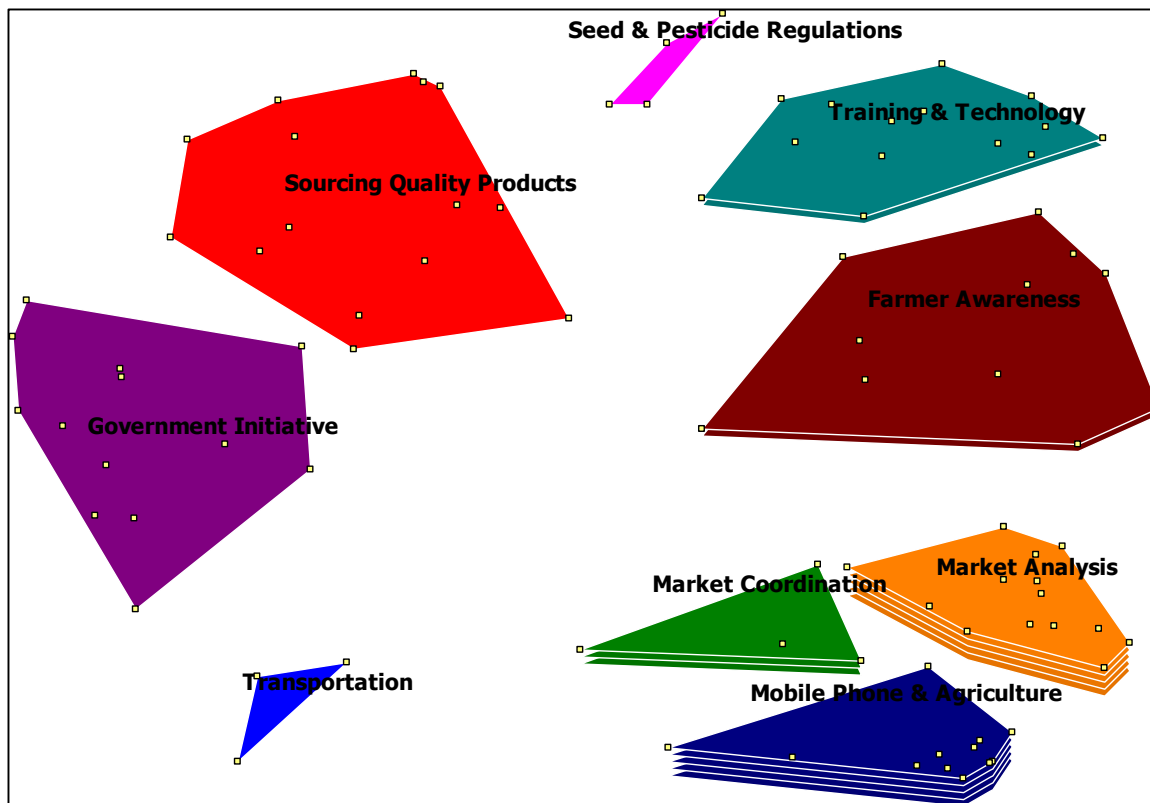 Seed & Pesticide Regulations
Training & Technology
Sourcing Quality Products
Farmer Awareness
Government Initiative
Market Analysis
Market Coordination
Transportation
Mobile Phone & Agriculture